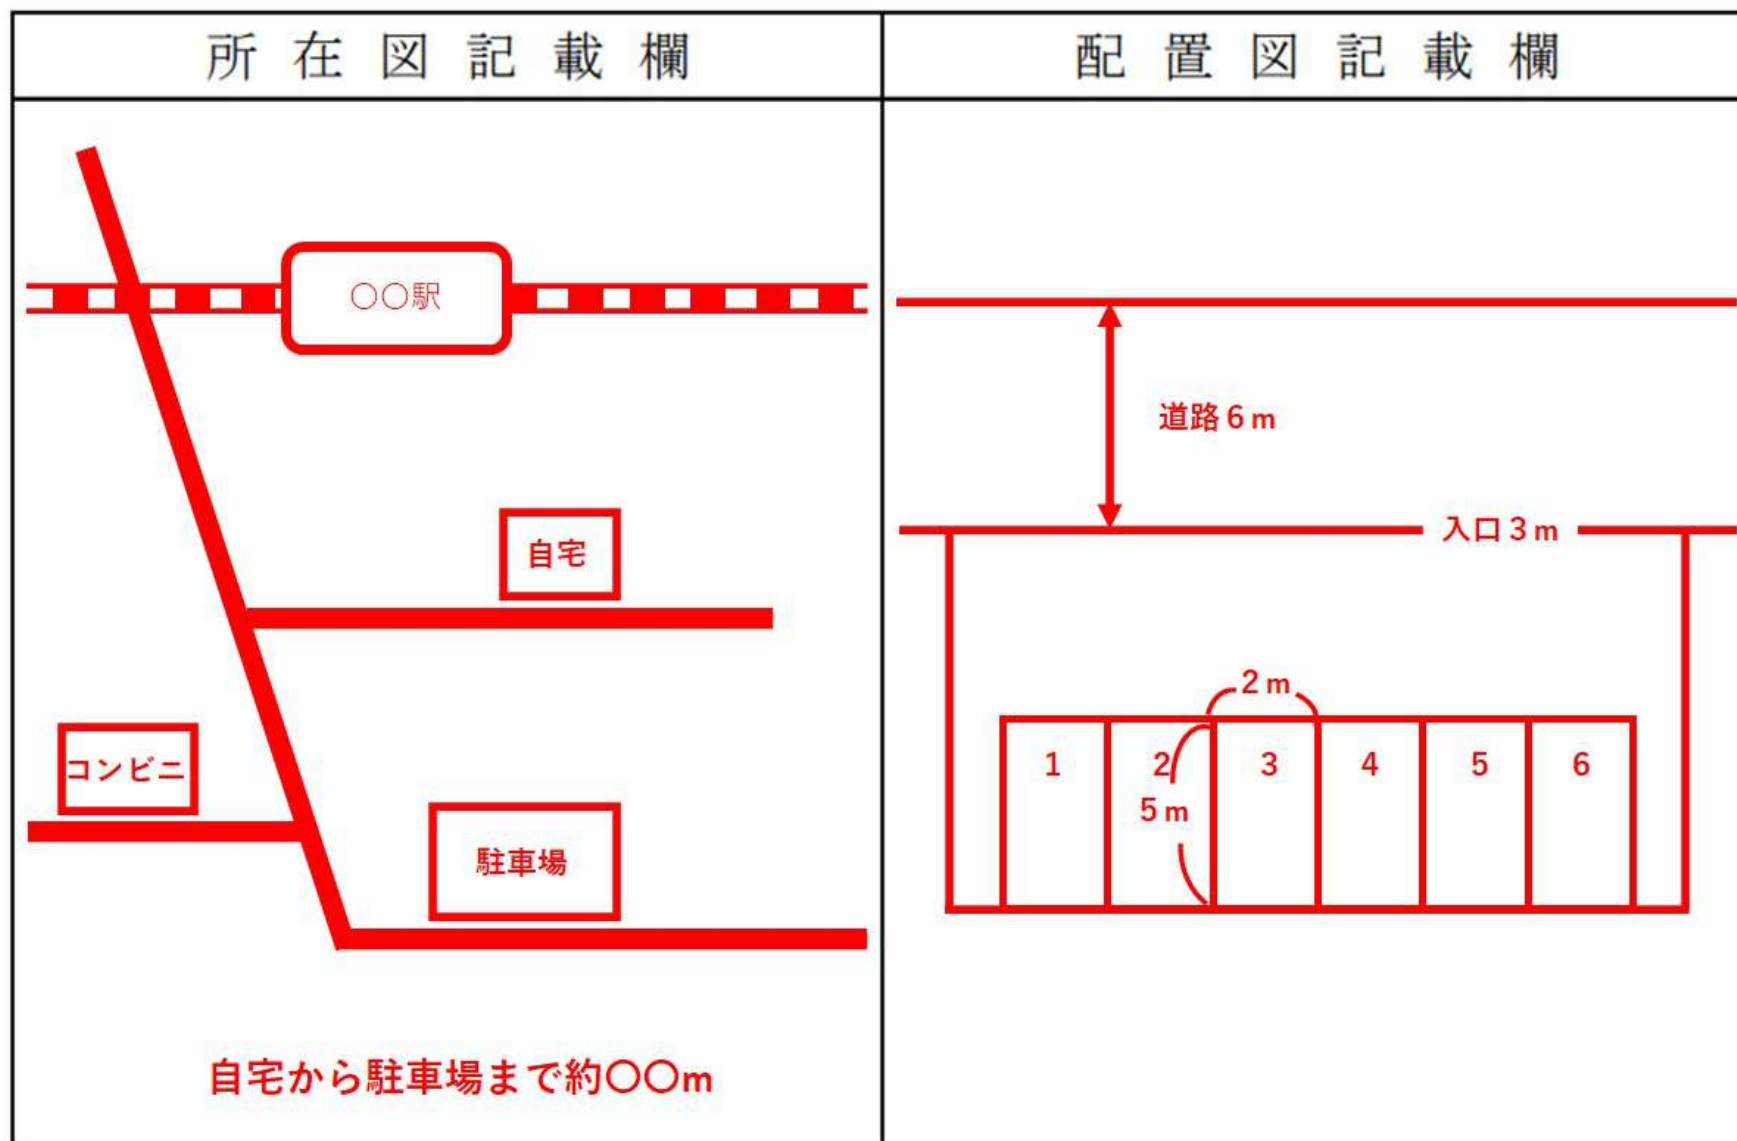 所在図記載欄
〇〇駅
自宅
コンビニ
駐車場
自宅から駐車場まで約〇〇m
配置図記載欄
道路6m
入口3m
2m
1
2
3
4
5
6
5m